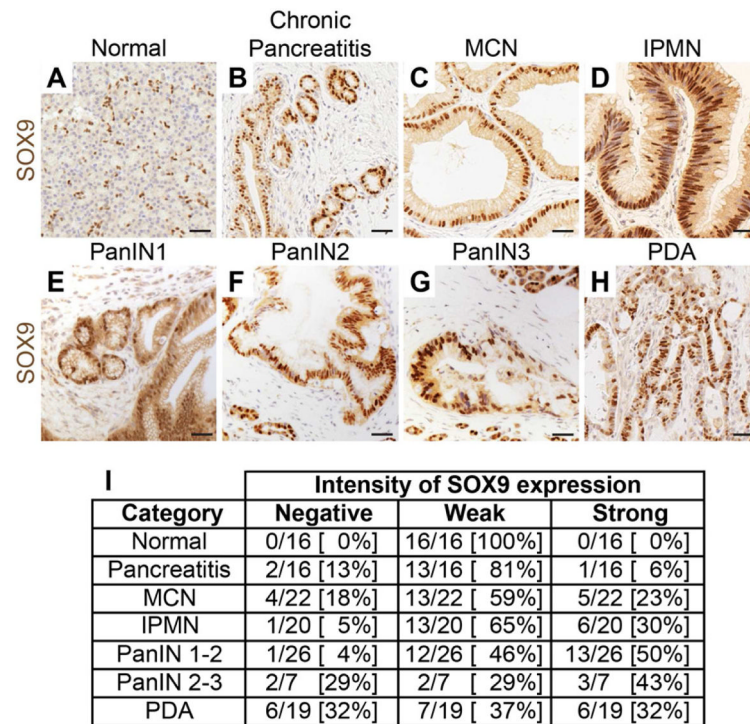 Normal Chronic Pancreatitis MCN IPMN
SOX9 A B C D
PanIN1 PanIN2 PanIN3 PDA
SOX9 E F G H
I Intensity of SOX9 expression
Category Negative Weak Strong
Normal 0/16 [ 0%] 16/16 [100%] 0/16 [ 0%]
Pancreatitis 2/16 [13%] 13/16 [ 81%] 1/16 [ 6%]
MCN 4/22 [18%] 13/22 [ 59%] 5/22 [23%]
IPMN 1/20 [ 5%] 13/20 [ 65%] 6/20 [30%]
PanIN 1-2 1/26 [ 4%] 12/26 [ 46%] 13/26 [50%]
PanIN 2-3 2/7 [29%] 2/7 [ 29%] 3/7 [43%]
PDA 6/19 [32%] 7/19 [ 37%] 6/19 [32%]